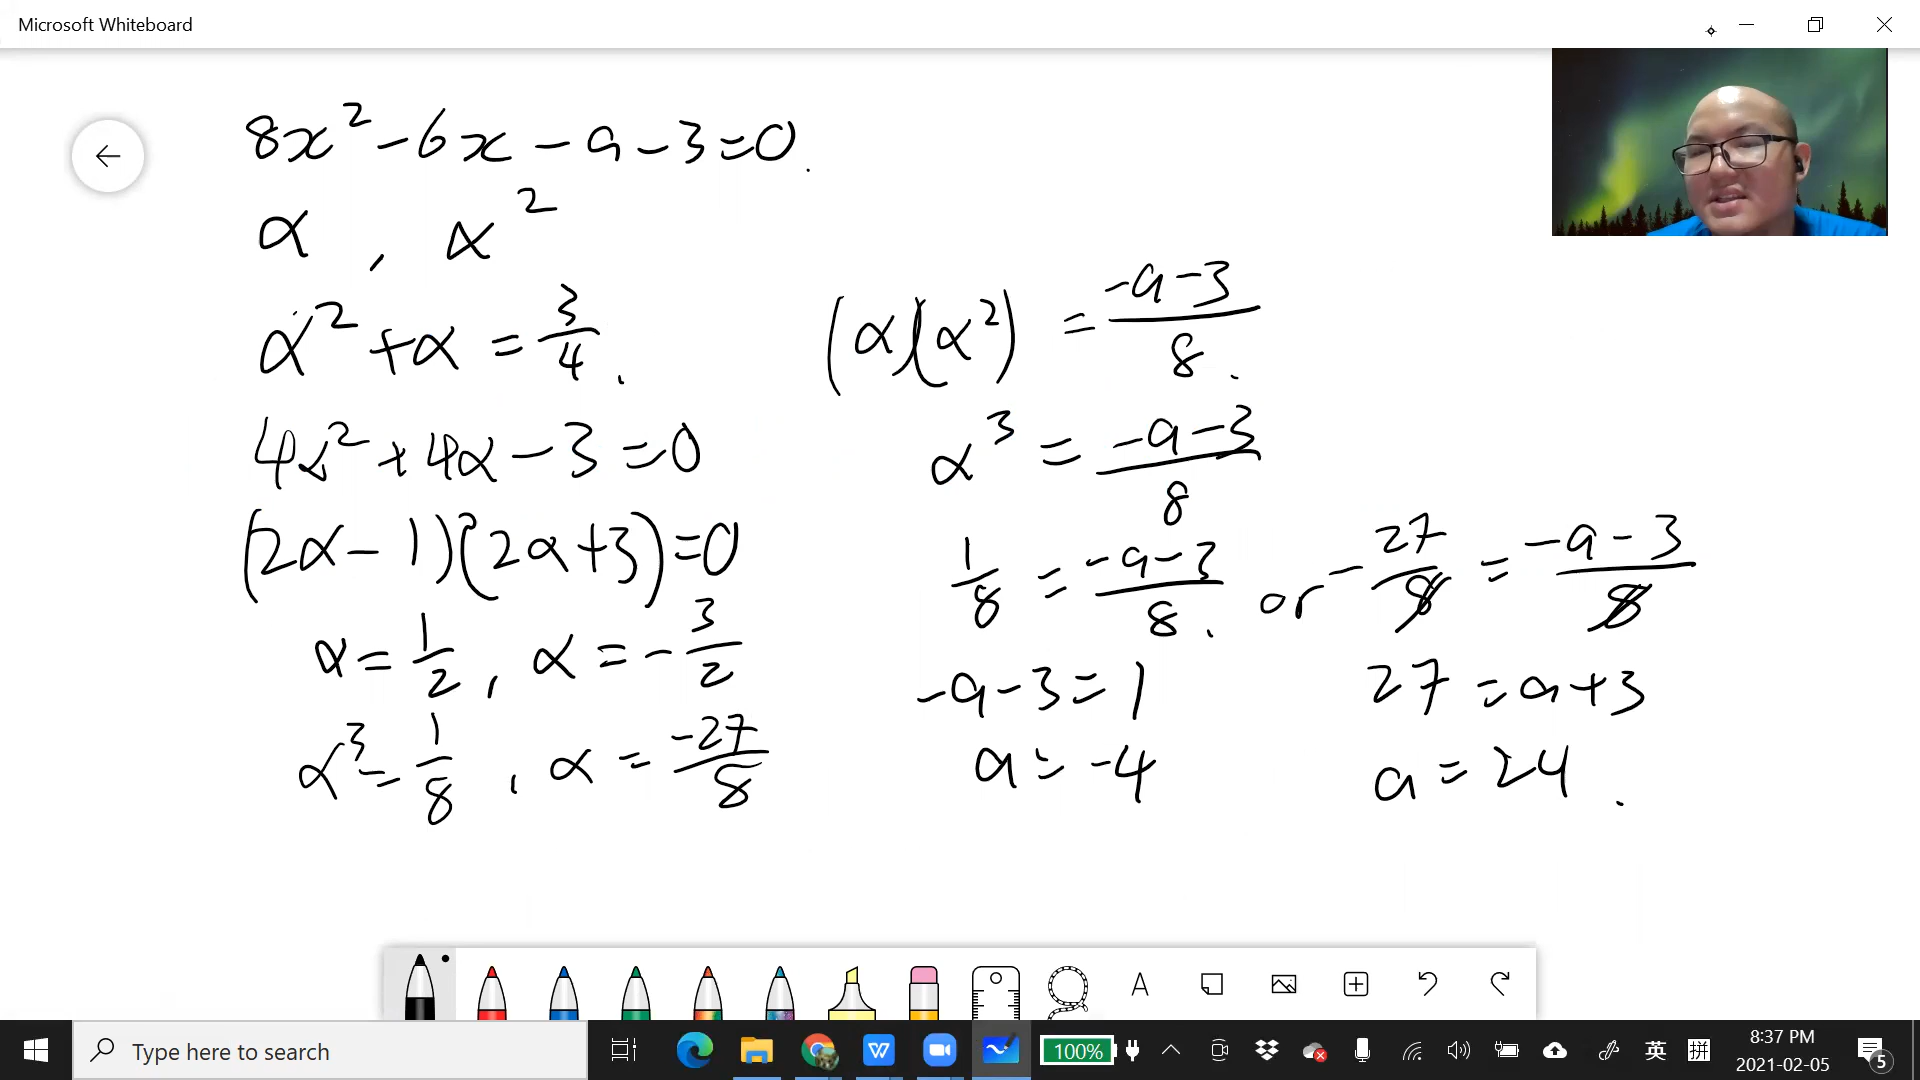 Microsoft Whiteboard
8x² - 6x - a - 3 = 0.
α , α²
α² + α = 3/4.
4α² + 4α - 3 = 0
(2α - 1)(2α + 3) = 0
α = 1/2, α = -3/2
α³ = 1/8, α = -27/8
(α)(α²) = -a-3/8.
α³ = -a-3/8
1/8 = -a-3/8. or -27/8 = -a-3/8
-a-3 = 1
a = -4
27 = a+3
a = 24.
A
Type here to search
W
100%
英
拼
8:37 PM
2021-02-05
5